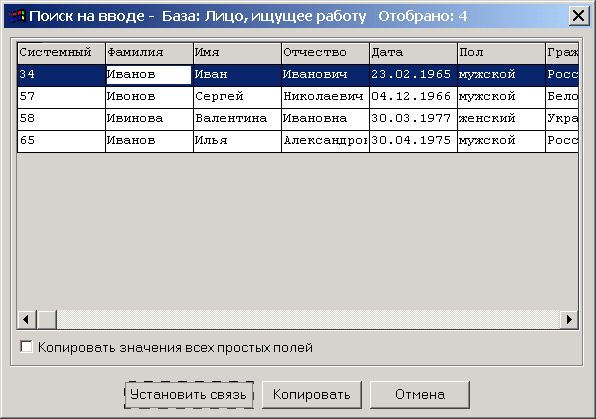 Поиск на вводе - База: Лицо, ищущее работу Отобрано: 4
Системный Фамилия Имя Отчество Дата Пол Граж
34 Иванов Иван Иванович 23.02.1965 мужской Росс
57 Ивонов Сергей Николаевич 04.12.1966 мужской Бело
58 Ивинова Валентина Ивановна 30.03.1977 женский Укра
65 Иванов Илья Александро 30.04.1975 мужской Росс
Копировать значения всех простых полей
Установить связь Копировать Отмена